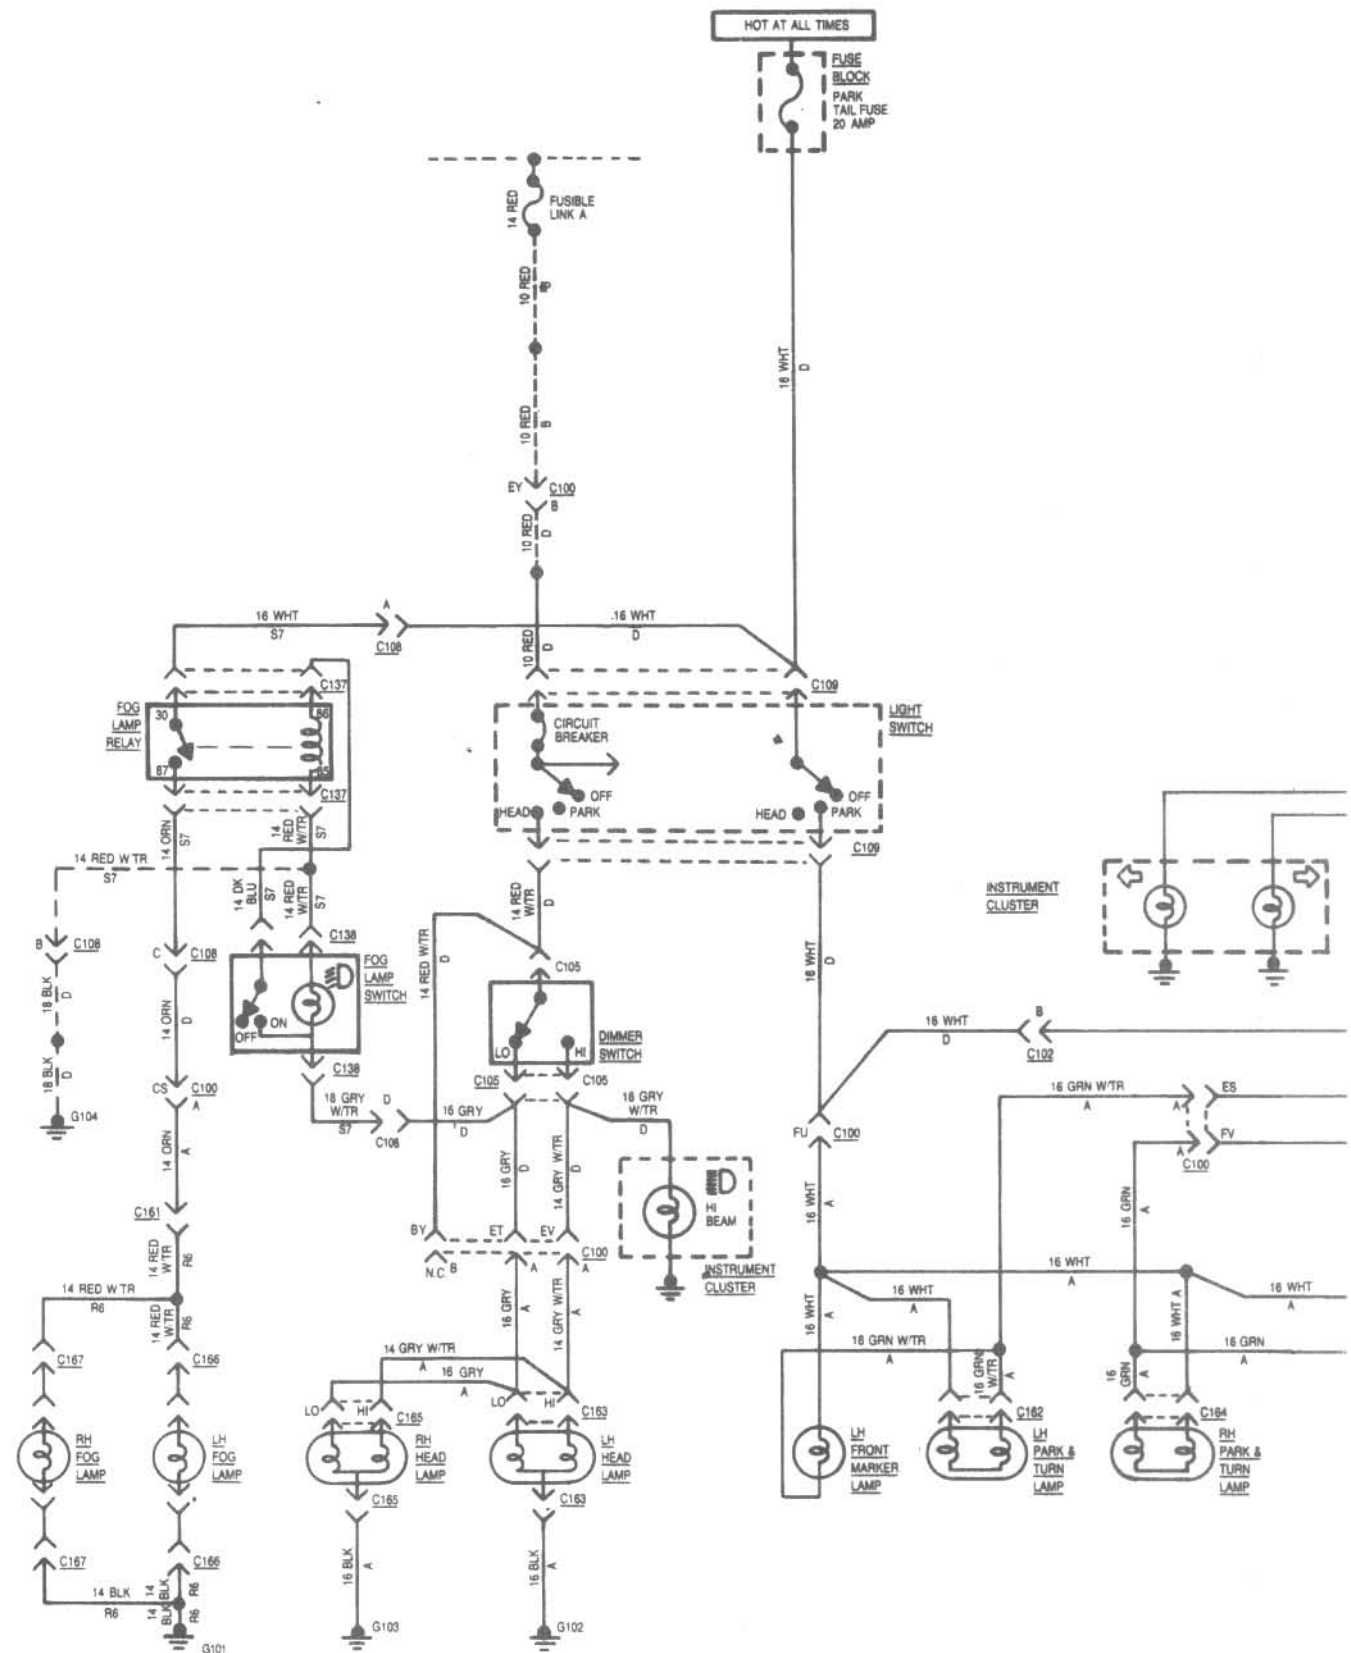 HOT AT ALL TIMES
FUSE
BLOCK
PARK
TAIL FUSE
20 AMP
14 RED
FUSIBLE
LINK A
10 RED
B
18 WHT
D
10 RED
B
EY
C100
B
10 RED
D
A
16 WHT
S7
C108
16 WHT
D
10 RED
D
C137
C109
FOG
LAMP
RELAY
30
86
87
85
CIRCUIT
BREAKER
OFF
HEAD
PARK
HEAD
PARK
OFF
LIGHT
SWITCH
C137
C109
14 ORN
S7
14
RED
W/TR
S7
14 RED W TR
S7
14 DK
BLU
S7
14 RED
W/TR
S7
14 RED
W/TR
D
INSTRUMENT
CLUSTER
B
C108
C
C108
C138
FOG
LAMP
SWITCH
OFF
ON
14 RED W/TR
D
C105
16 WHT
D
18 BLK
D
14 ORN
D
LO
HI
DIMMER
SWITCH
16 WHT
D
B
C102
18 BLK
D
C138
C105
C105
CS
C100
A
G104
18 GRY
W/TR
S7
D
C108
16 GRY
D
18 GRY
W/TR
D
16 GRN W/TR
A
A
ES
FU
C100
A
FV
C100
14 ORN
A
16 GRY
D
14 GRY W/TR
D
HI
BEAM
16 WHT
A
16 GRN
A
C161
BY
ET
EV
C100
N.C.
B
A
A
INSTRUMENT
CLUSTER
14 RED
W/TR
R6
14 RED W TR
R6
14 RED
W/TR
R6
16 GRY
A
14 GRY W/TR
A
16 WHT
A
16 WHT
A
16 WHT
A
16 WHT
A
16 WHT
A
14 GRY W/TR
A
16 GRY
A
18 GRN W/TR
A
16 GRN
W/TR
A
16
GRN
A
16 GRN
A
C167
C166
LO
HI
C165
LO
HI
C163
C162
C164
RH
FOG
LAMP
LH
FOG
LAMP
RH
HEAD
LAMP
LH
HEAD
LAMP
LH
FRONT
MARKER
LAMP
LH
PARK &
TURN
LAMP
RH
PARK &
TURN
LAMP
C165
C163
C167
C166
16 BLK
A
16 BLK
A
14 BLK
R6
14
BLK
14
BLK
R6
R6
G101
G103
G102